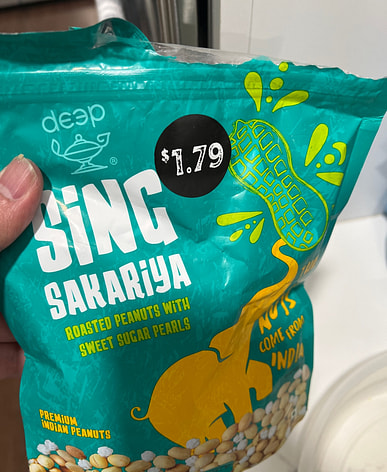 deep
®
$1.79
SiNG
SAKARiYA
ROASTED PEANUTS WITH
SWEET SUGAR PEARLS
NUTS
COME FROM
INDIA
PREMIUM
INDIAN PEANUTS